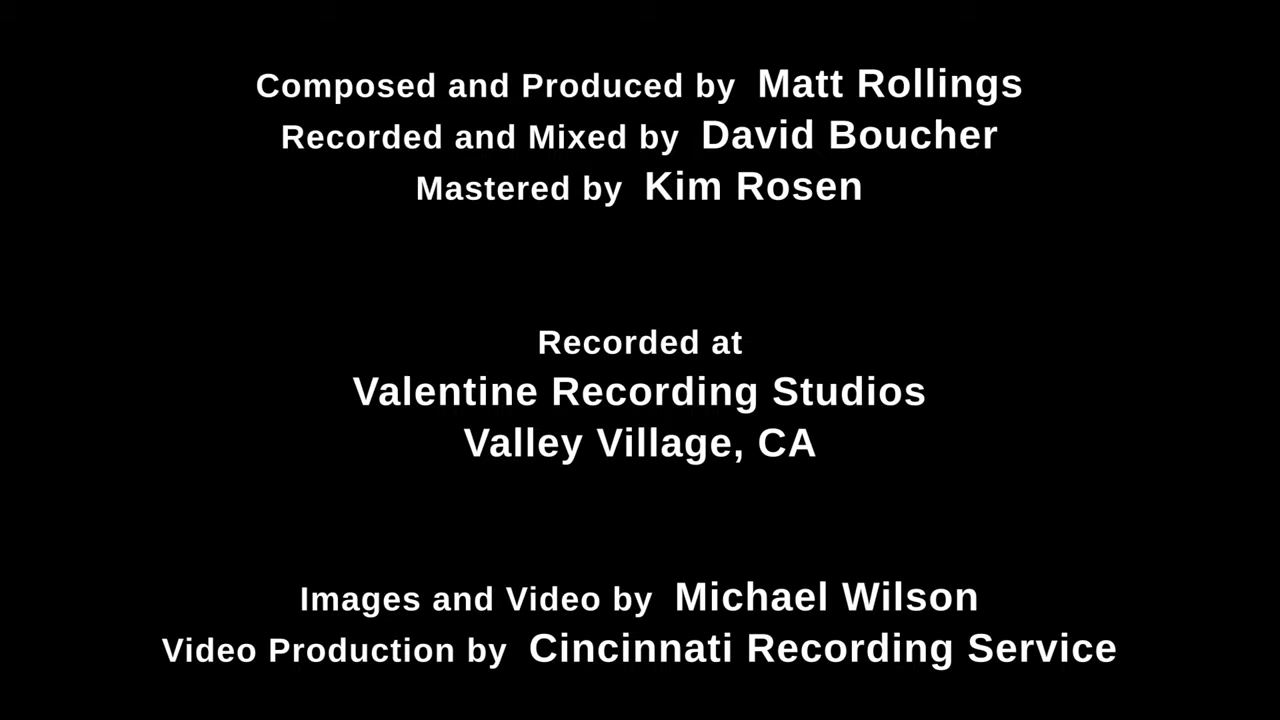 Composed and Produced by Matt Rollings
Recorded and Mixed by David Boucher
Mastered by Kim Rosen
Recorded at
Valentine Recording Studios
Valley Village, CA
Images and Video by Michael Wilson
Video Production by Cincinnati Recording Service